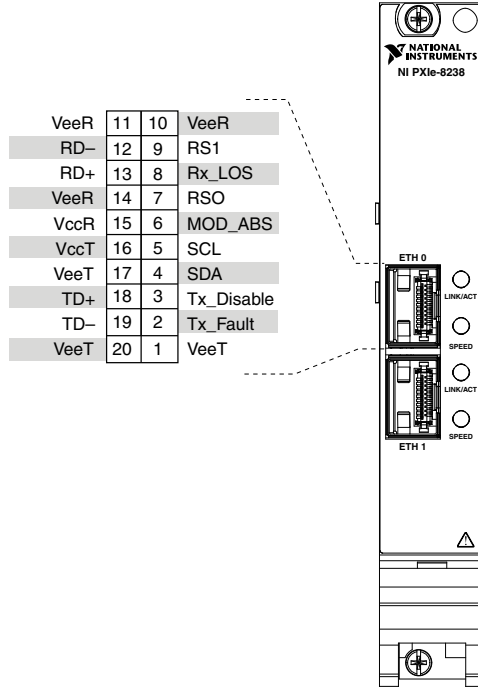 NATIONAL
INSTRUMENTS
NI PXIe-8238
VeeR 11 10 VeeR
RD– 12 9 RS1
RD+ 13 8 Rx_LOS
VeeR 14 7 RSO
VccR 15 6 MOD_ABS
VccT 16 5 SCL
VeeT 17 4 SDA
TD+ 18 3 Tx_Disable
TD– 19 2 Tx_Fault
VeeT 20 1 VeeT
ETH 0
LINK/ACT
SPEED
LINK/ACT
SPEED
ETH 1